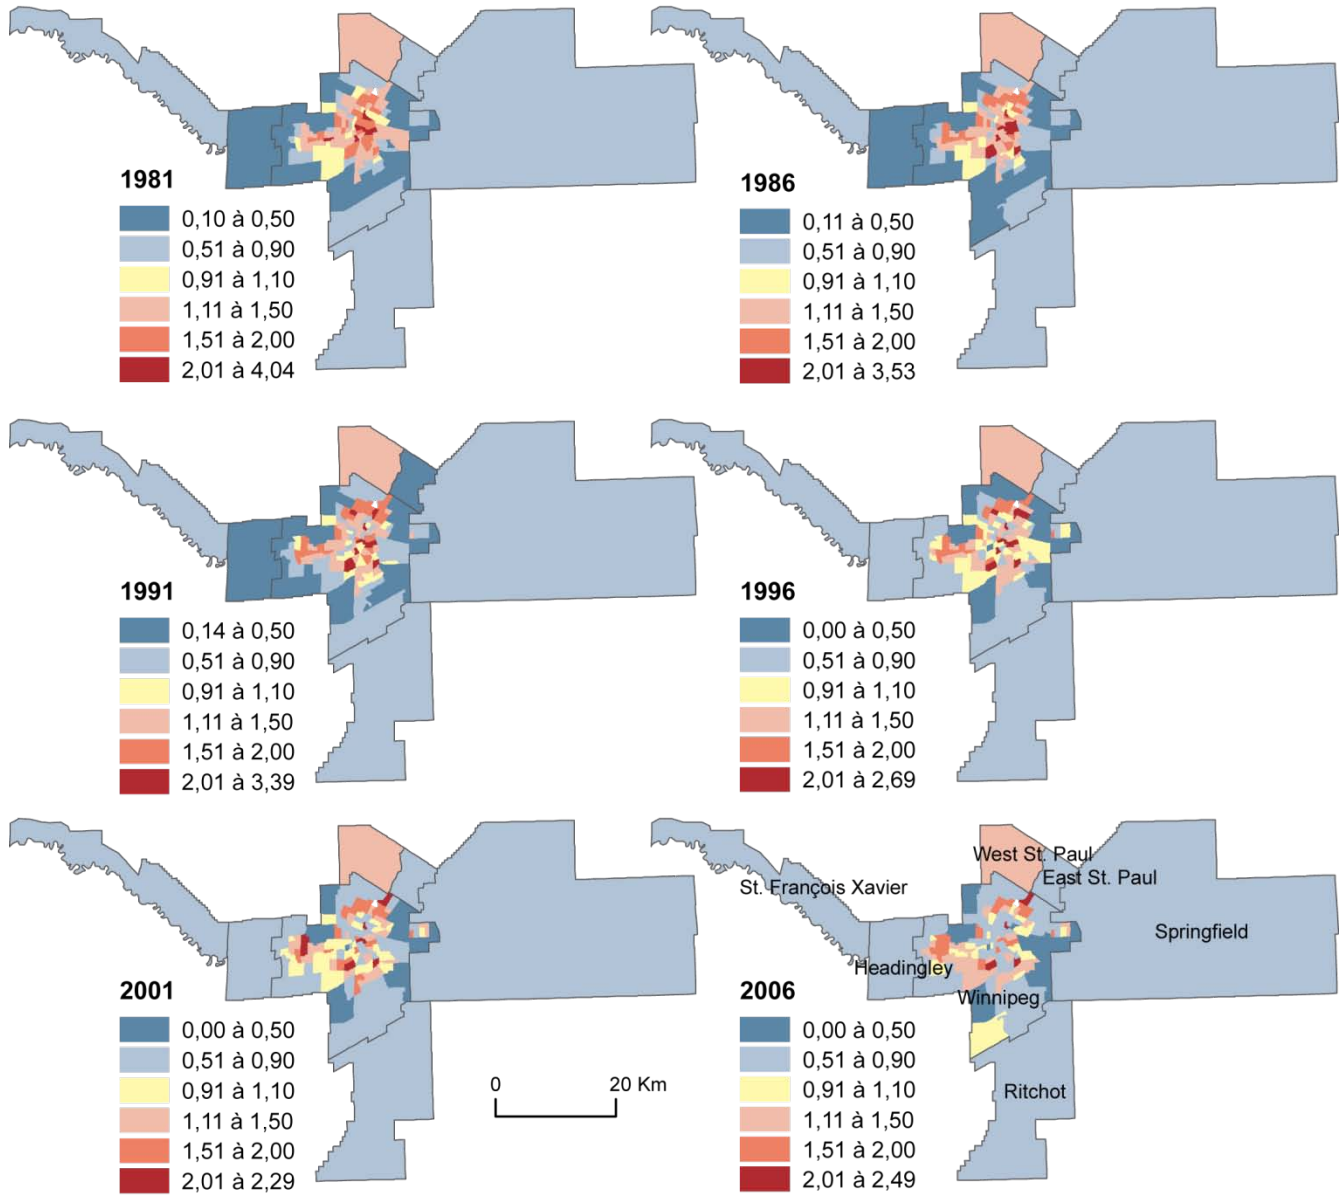 1981
0,10 à 0,50
0,51 à 0,90
0,91 à 1,10
1,11 à 1,50
1,51 à 2,00
2,01 à 4,04
1986
0,11 à 0,50
0,51 à 0,90
0,91 à 1,10
1,11 à 1,50
1,51 à 2,00
2,01 à 3,53
1991
0,14 à 0,50
0,51 à 0,90
0,91 à 1,10
1,11 à 1,50
1,51 à 2,00
2,01 à 3,39
1996
0,00 à 0,50
0,51 à 0,90
0,91 à 1,10
1,11 à 1,50
1,51 à 2,00
2,01 à 2,69
2001
0,00 à 0,50
0,51 à 0,90
0,91 à 1,10
1,11 à 1,50
1,51 à 2,00
2,01 à 2,29
0 20 Km
West St. Paul
East St. Paul
St. François Xavier
Springfield
Headingley
Winnipeg
Ritchot
2006
0,00 à 0,50
0,51 à 0,90
0,91 à 1,10
1,11 à 1,50
1,51 à 2,00
2,01 à 2,49